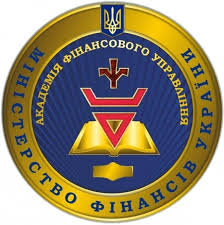 АКАДЕМІЯ ФІНАНСОВОГО УПРАВЛІННЯ
МІНІСТЕРСТВО ФІНАНСІВ УКРАЇНИ